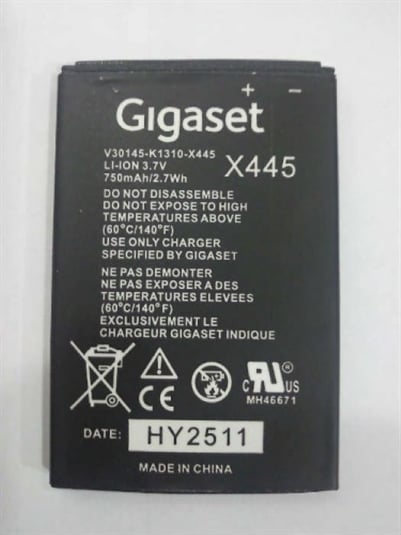 + −
Gigaset
V30145-K1310-X445
LI-ION 3.7V
750mAh/2.7Wh
X445
DO NOT DISASSEMBLE
DO NOT EXPOSED TO HIGH
TEMPERATURES ABOVE
(60°C/140°F)
USE ONLY CHARGER
SPECIFIED BY GIGASET
NE PAS DEMONTER
NE PAS EXPOSER A DES
TEMPERATURES ELEVEES
(60°C/140°F)
EXCLUSIVEMENT LE
CHARGEUR GIGASET INDIQUE
CE
c RU ® US
MH46671
DATE: HY2511
MADE IN CHINA